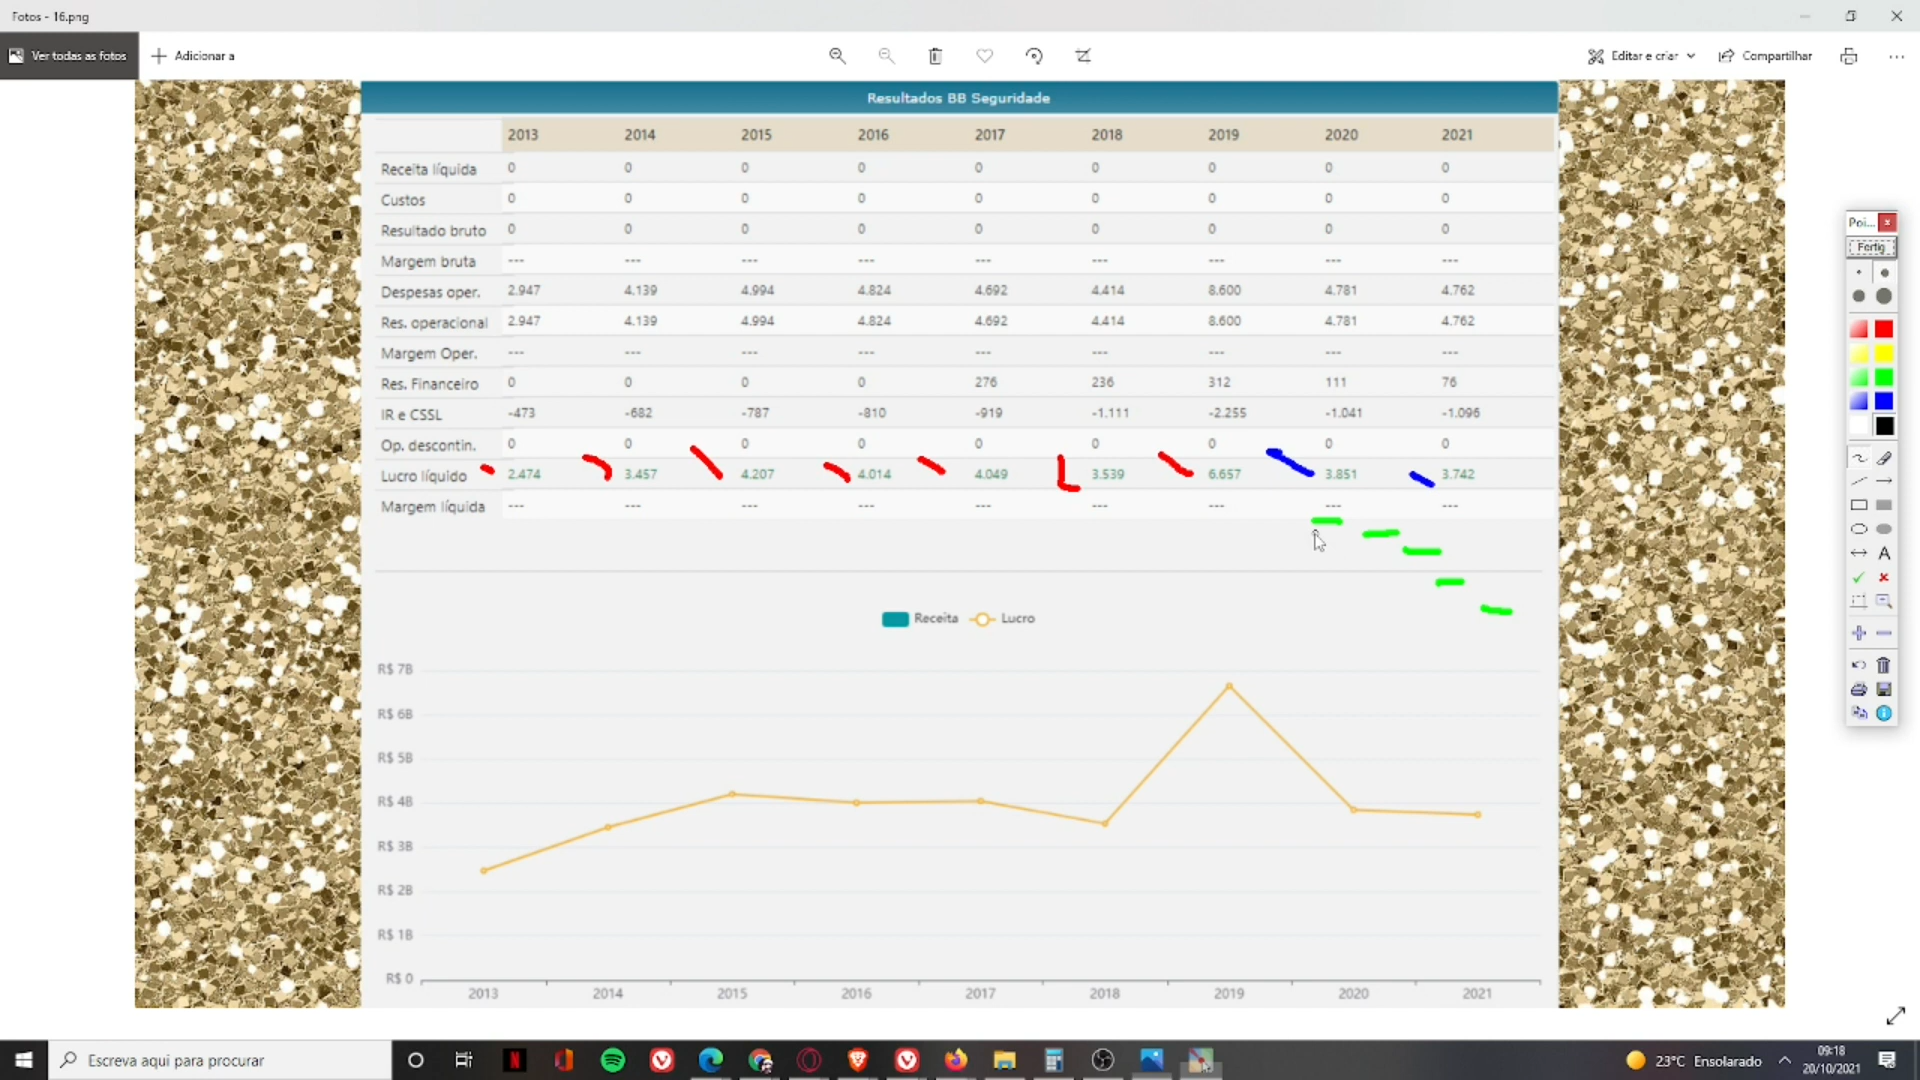 Fotos - 16.png
Ver todas as fotos
Adicionar a
Editar e criar
Compartilhar
Resultados BB Seguridade
2013 2014 2015 2016 2017 2018 2019 2020 2021
Receita líquida 0 0 0 0 0 0 0 0 0
Custos 0 0 0 0 0 0 0 0 0
Resultado bruto 0 0 0 0 0 0 0 0 0
Margem bruta --- --- --- --- --- --- --- --- ---
Despesas oper. 2.947 4.139 4.994 4.824 4.692 4.414 8.600 4.781 4.762
Res. operacional 2.947 4.139 4.994 4.824 4.692 4.414 8.600 4.781 4.762
Margem Oper. --- --- --- --- --- --- --- --- ---
Res. Financeiro 0 0 0 0 276 236 312 111 76
IR e CSSL -473 -682 -787 -810 -919 -1.111 -2.255 -1.041 -1.096
Op. descontin. 0 0 0 0 0 0 0 0 0
Lucro líquido 2.474 3.457 4.207 4.014 4.049 3.539 6.657 3.851 3.742
Margem líquida --- --- --- --- --- --- --- --- ---
Receita Lucro
R$ 7B
R$ 6B
R$ 5B
R$ 4B
R$ 3B
R$ 2B
R$ 1B
R$ 0
2013 2014 2015 2016 2017 2018 2019 2020 2021
Poi...
Fertig
A
Escreva aqui para procurar
23°C Ensolarado
09:18
20/10/2021